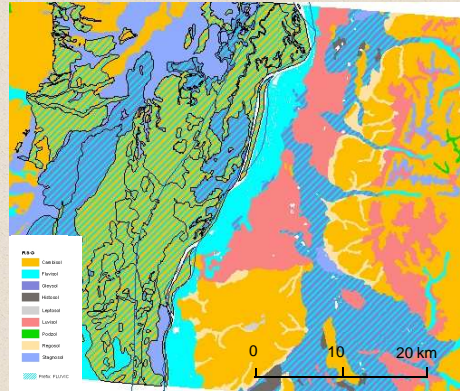 RSG
Cambisol
Fluvisol
Gleysol
Histosol
Leptosol
Luvisol
Podzol
Regosol
Stagnosol
Prefix: FLUVIC
0 10 20 km